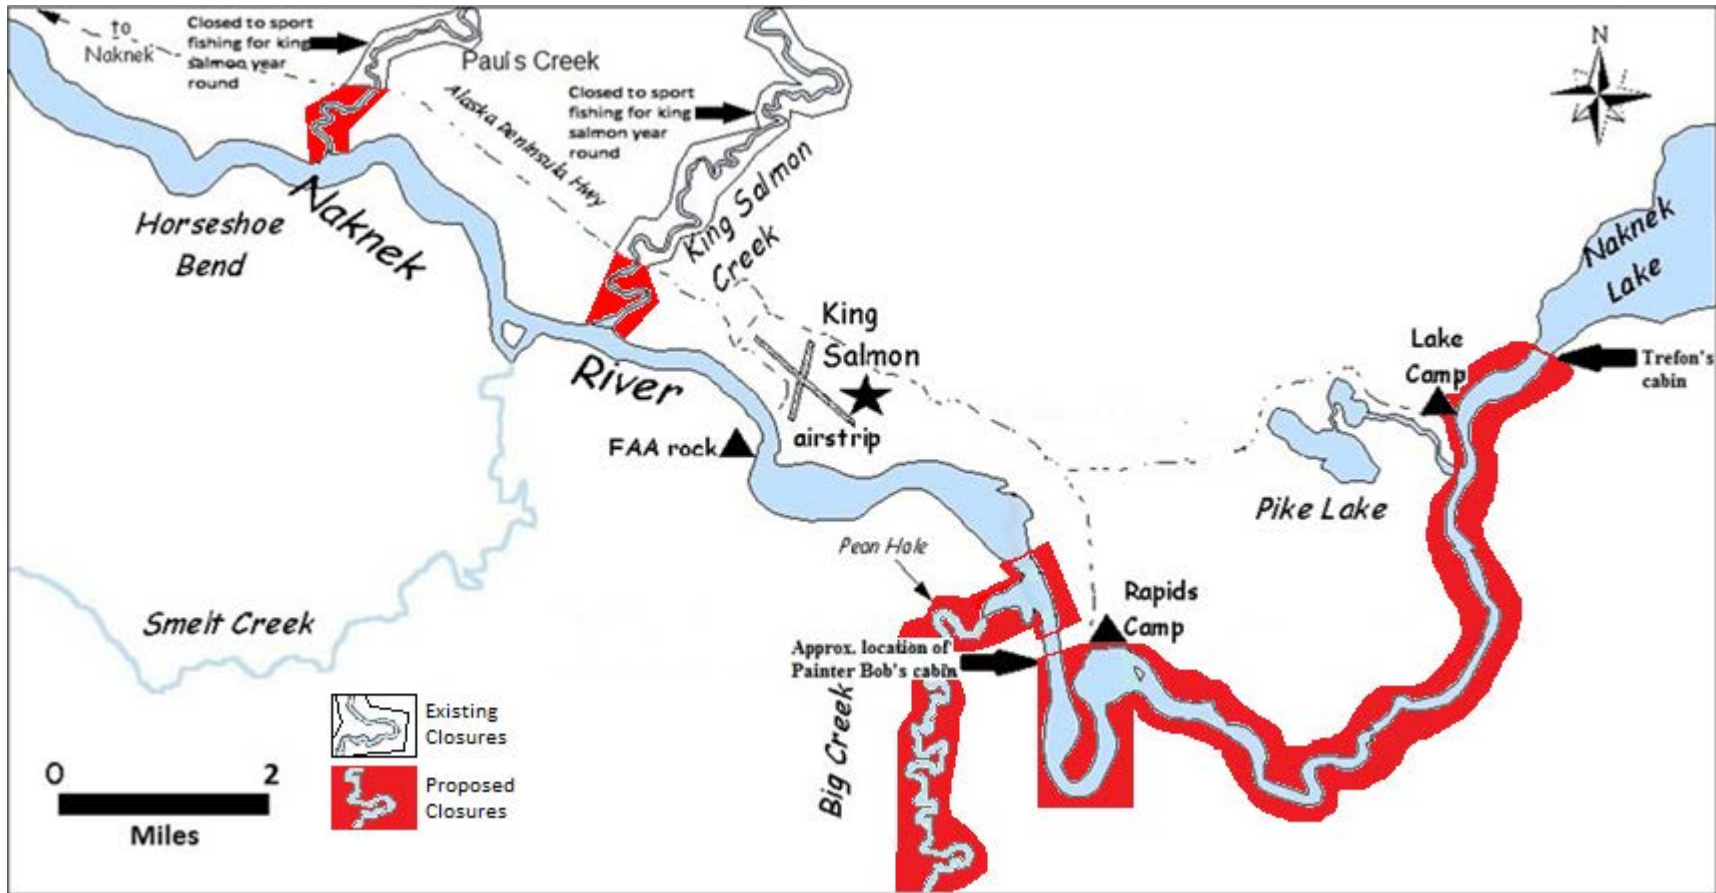 to
Naknek
Closed to sport
fishing for king
salmon year
round
Paul's Creek
Closed to sport
fishing for king
salmon year
round
Alaska Peninsula Hwy
N
Horseshoe
Bend
Naknek
River
King Salmon
Creek
King
Salmon
airstrip
FAA rock
Naknek
Lake
Lake
Camp
Trefon's
cabin
Pike Lake
Pean Hole
Rapids
Camp
Approx. location of
Painter Bob's cabin
Big Creek
Smelt Creek
Existing
Closures
Proposed
Closures
0 2
Miles